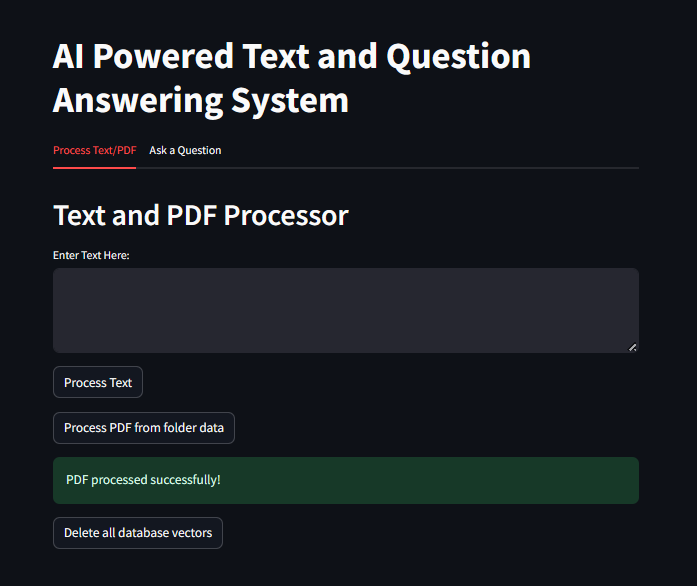 AI Powered Text and Question
Answering System
Process Text/PDF
Ask a Question
Text and PDF Processor
Enter Text Here:
Process Text
Process PDF from folder data
PDF processed successfully!
Delete all database vectors